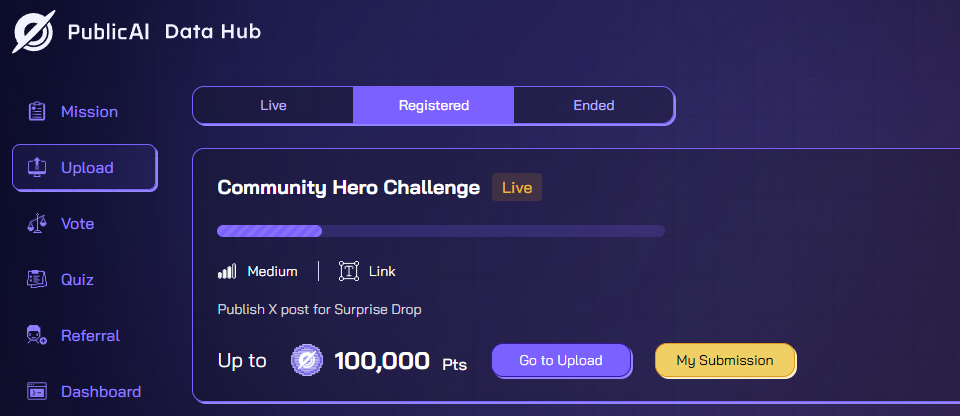 PublicAI Data Hub
Mission
Upload
Vote
Quiz
Referral
Dashboard
Live Registered Ended
Community Hero Challenge Live
Medium T Link
Publish X post for Surprise Drop
Up to 100,000 Pts Go to Upload My Submission